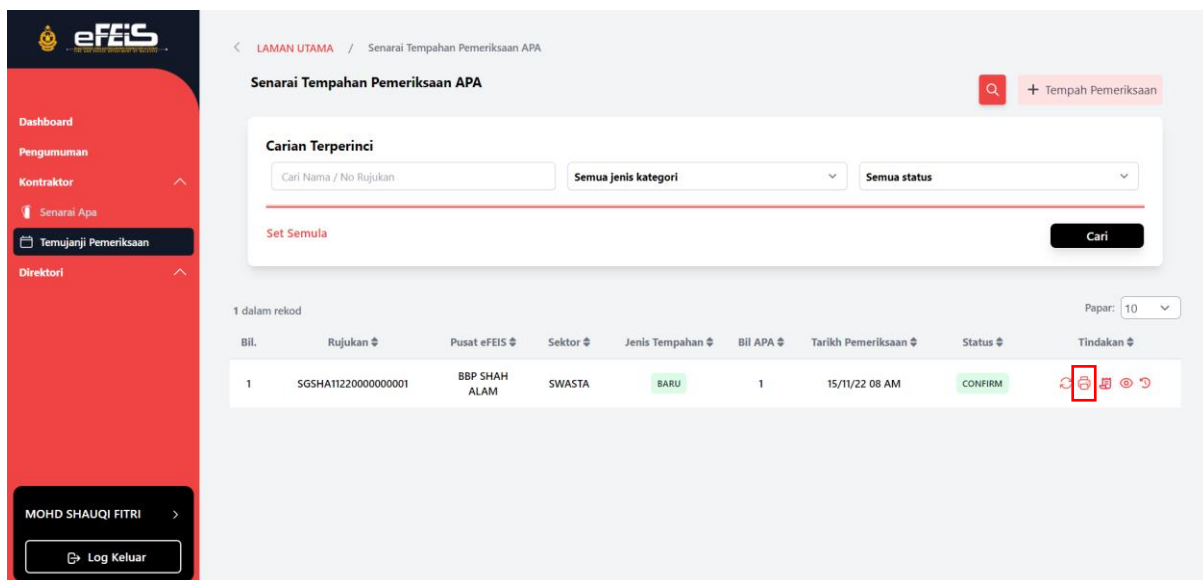 eFEiS
LAMAN UTAMA / Senarai Tempahan Pemeriksaan APA
Senarai Tempahan Pemeriksaan APA
+ Tempah Pemeriksaan
Dashboard
Pengumuman
Kontraktor
Senarai Apa
Temujanji Pemeriksaan
Direktori
Carian Terperinci
Cari Nama / No Rujukan
Semua jenis kategori
Semua status
Set Semula
Cari
1 dalam rekod
Papar: 10
Bil. Rujukan Pusat eFEIS Sektor Jenis Tempahan Bil APA Tarikh Pemeriksaan Status Tindakan
1 SGSHA11220000000001 BBP SHAH ALAM SWASTA BARU 1 15/11/22 08 AM CONFIRM
MOHD SHAUQI FITRI
Log Keluar